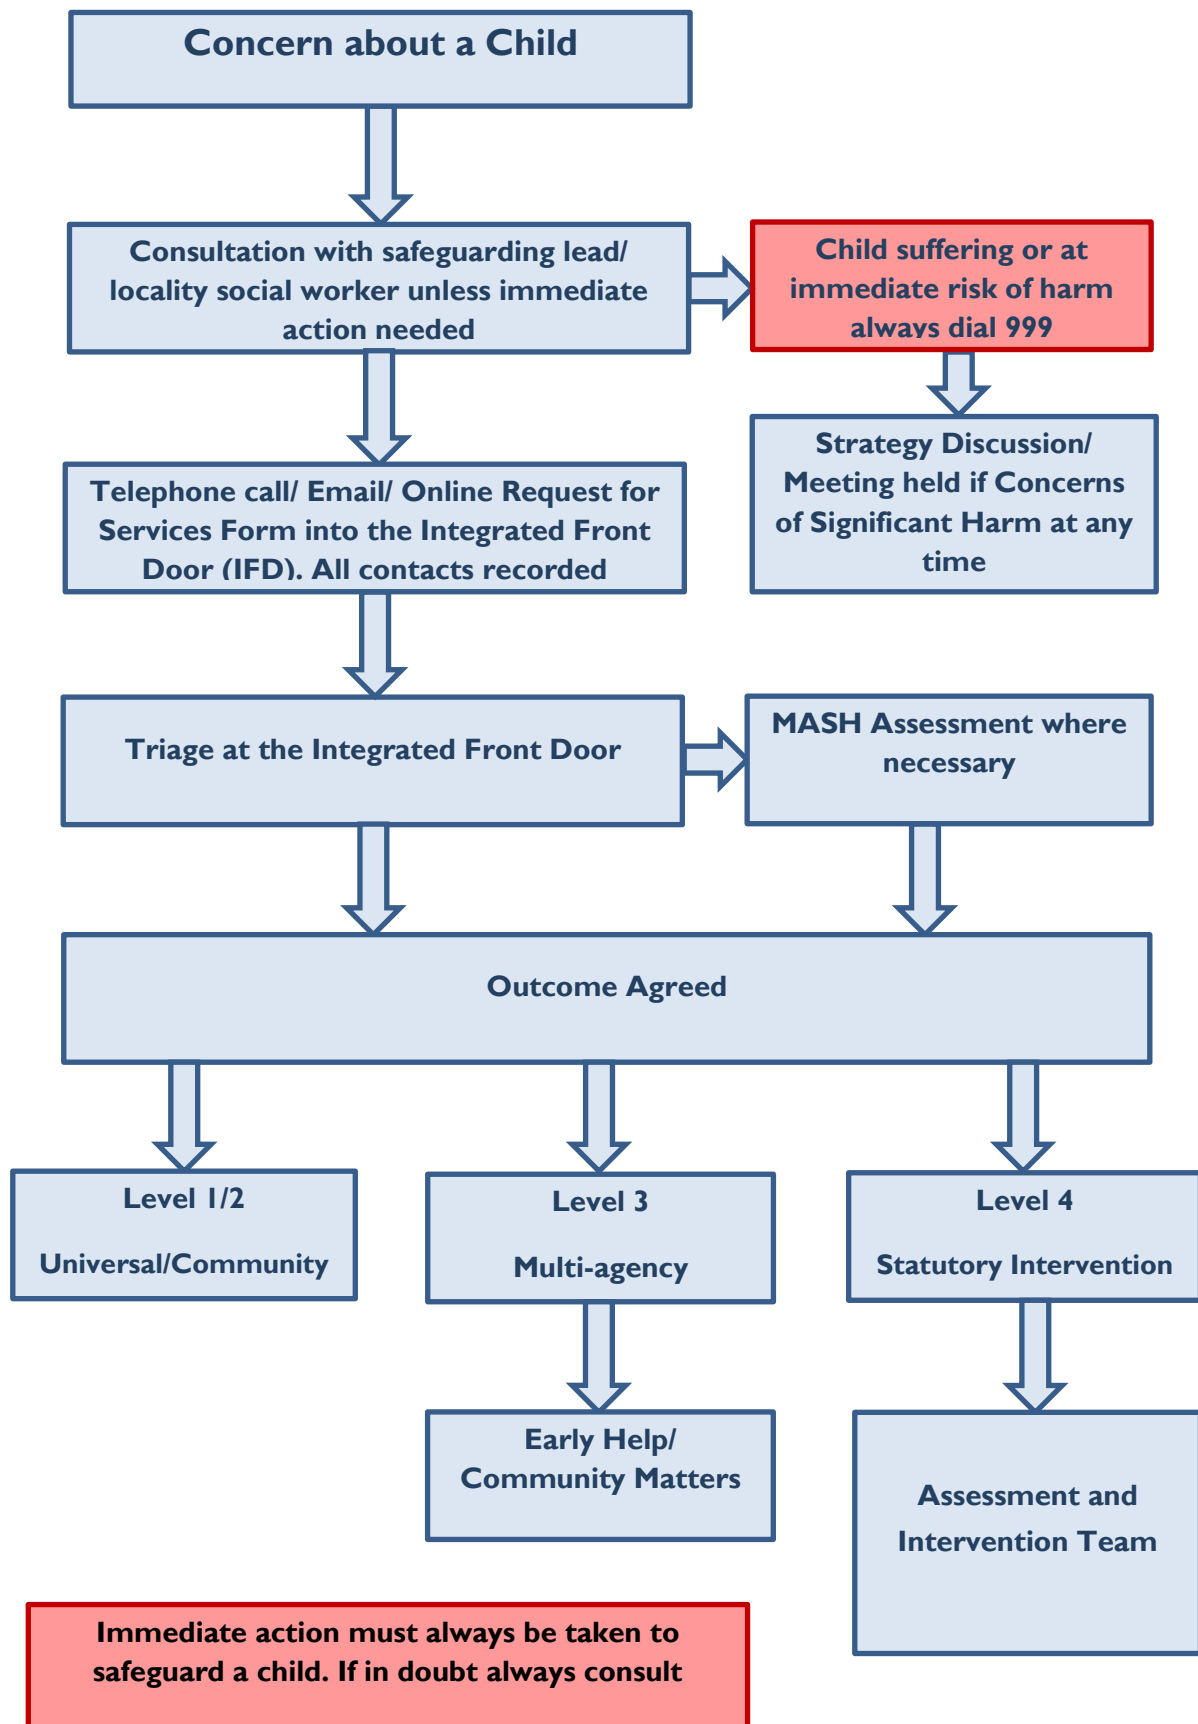 Concern about a Child
Consultation with safeguarding lead/
locality social worker unless immediate
action needed
Child suffering or at
immediate risk of harm
always dial 999
Strategy Discussion/
Meeting held if Concerns
of Significant Harm at any
time
Telephone call/ Email/ Online Request for
Services Form into the Integrated Front
Door (IFD). All contacts recorded
Triage at the Integrated Front Door
MASH Assessment where
necessary
Outcome Agreed
Level 1/2
Universal/Community
Level 3
Multi-agency
Level 4
Statutory Intervention
Early Help/
Community Matters
Assessment and
Intervention Team
Immediate action must always be taken to
safeguard a child. If in doubt always consult